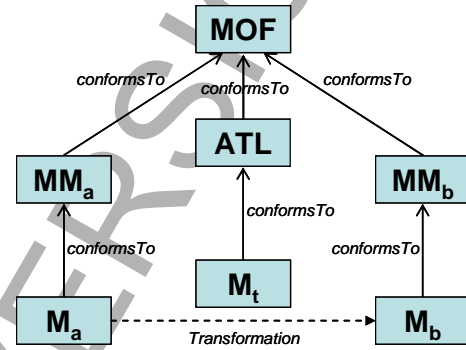 MOF
conformsTo
conformsTo
conformsTo
ATL
MMa
MMb
conformsTo
conformsTo
conformsTo
Mt
Ma
Mb
Transformation